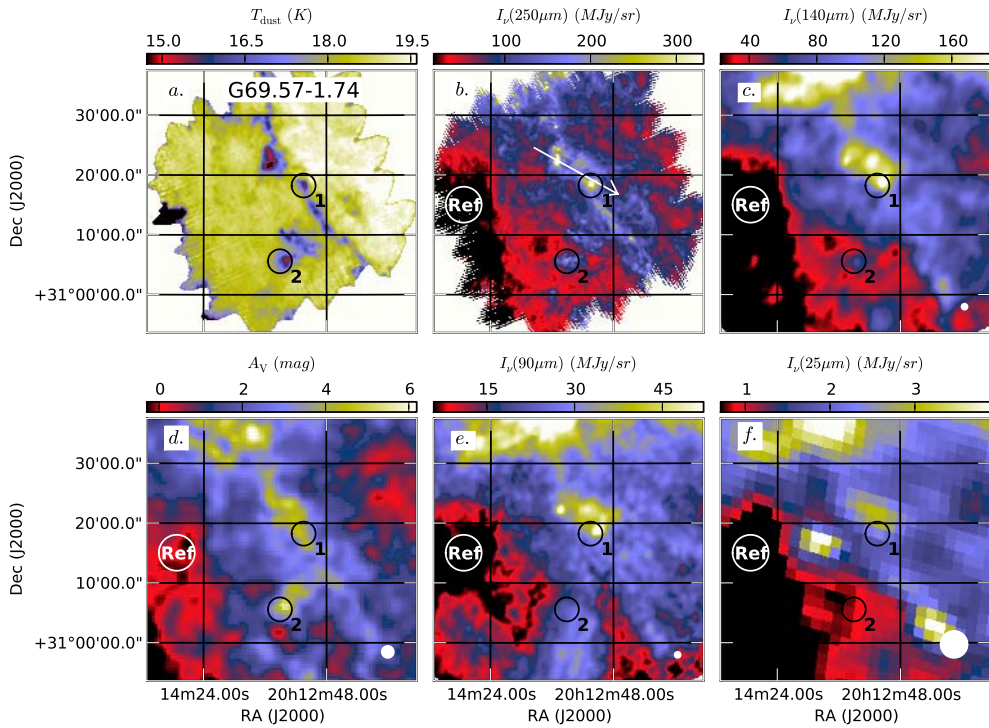 T_dust (K)
15.0 16.5 18.0 19.5
I_ν(250μm) (MJy/sr)
100 200 300
I_ν(140μm) (MJy/sr)
40 80 120 160
a. G69.57-1.74
b.
c.
Dec (J2000)
30'00.0"
20'00.0"
10'00.0"
+31°00'00.0"
1
2
Ref
1
2
Ref
1
2
A_V (mag)
0 2 4 6
I_ν(90μm) (MJy/sr)
15 30 45
I_ν(25μm) (MJy/sr)
1 2 3
d.
e.
f.
Dec (J2000)
30'00.0"
20'00.0"
10'00.0"
+31°00'00.0"
Ref
1
2
Ref
1
2
Ref
1
2
14m24.00s 20h12m48.00s
14m24.00s 20h12m48.00s
14m24.00s 20h12m48.00s
RA (J2000)
RA (J2000)
RA (J2000)